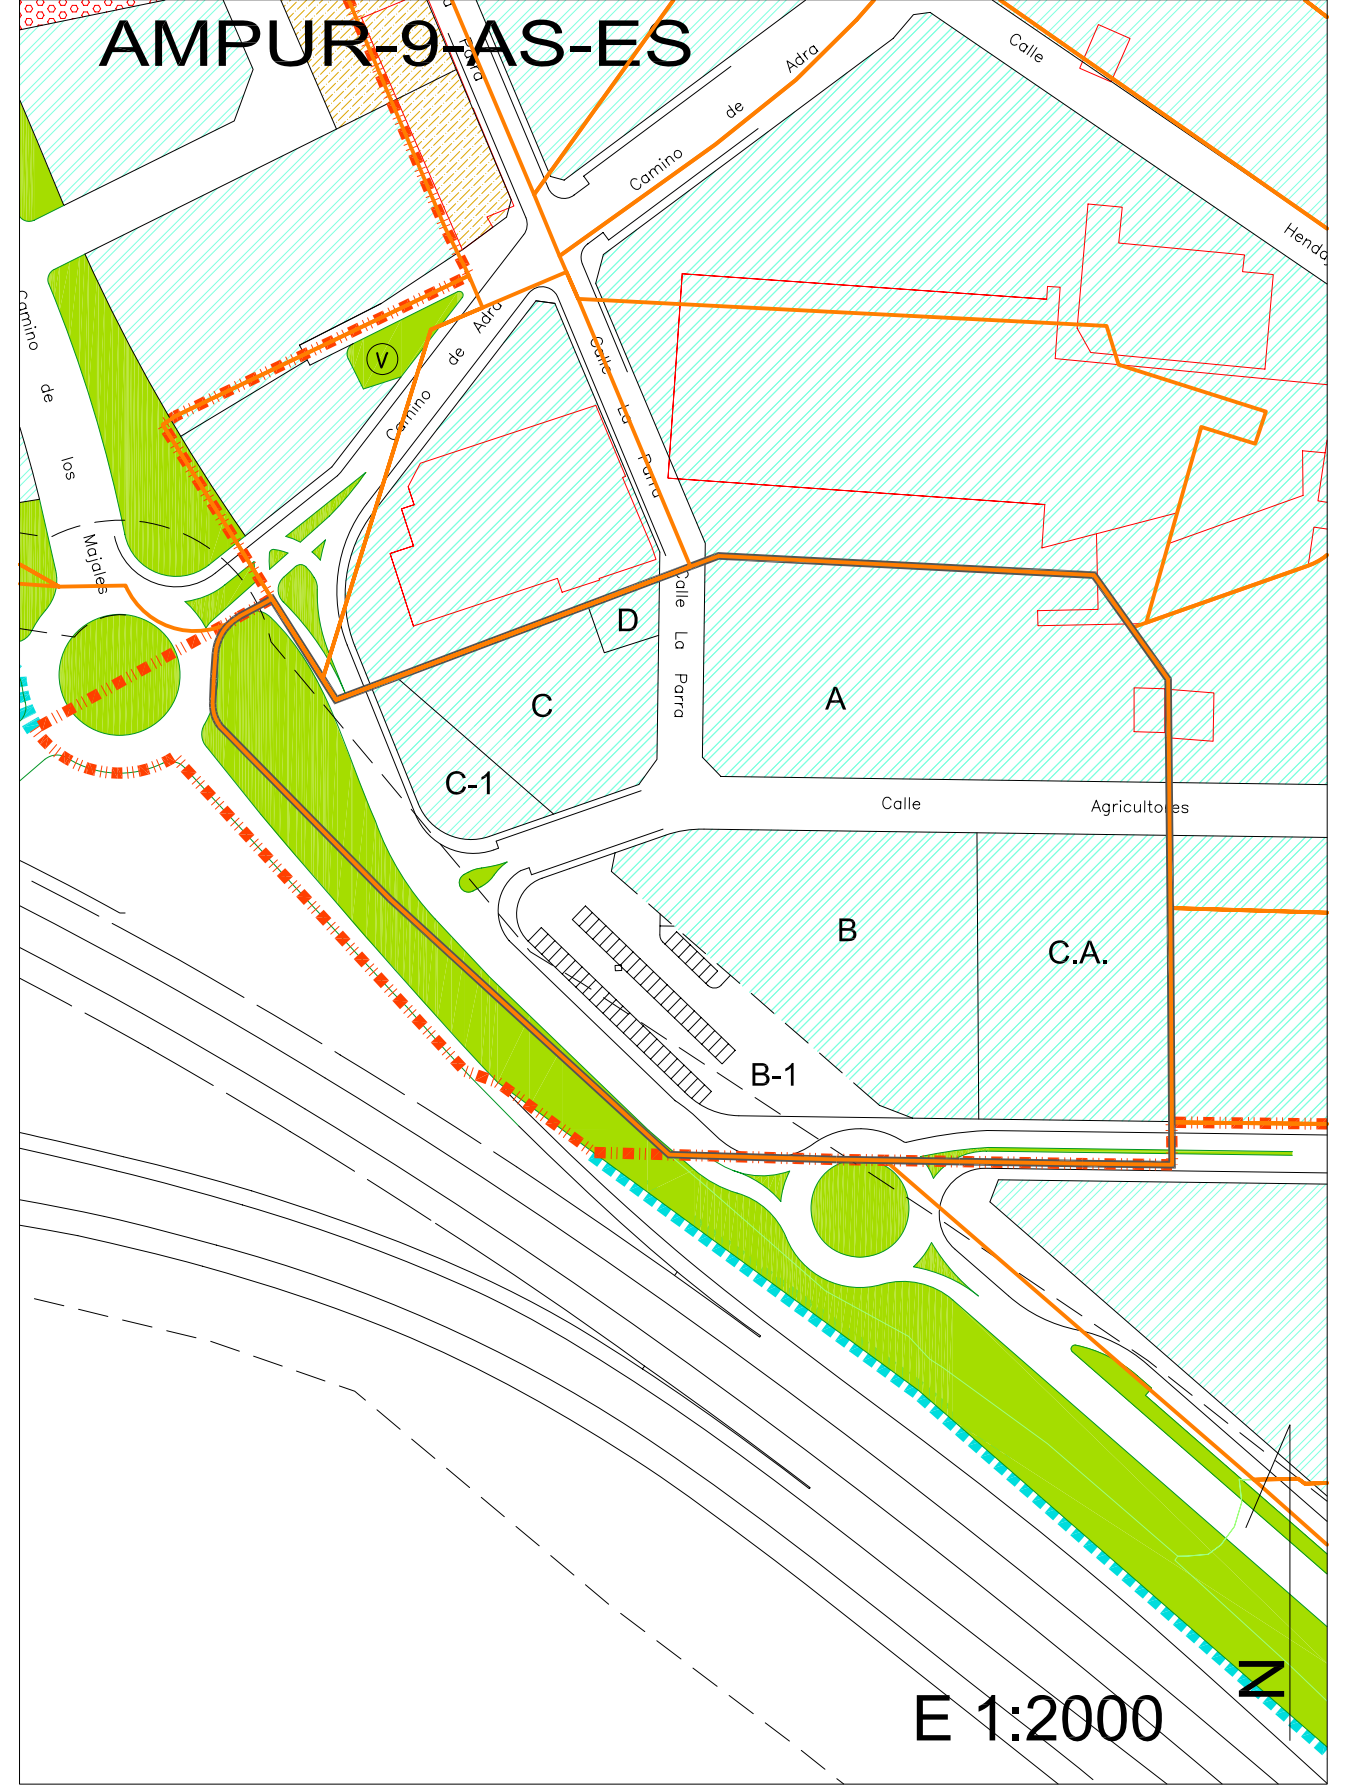 AMPUR-9-AS-ES
Parra
Calle
Camino de Adra
Henda
Camino de los Majales
V
Camino de Adra
Calle La Parra
D
Calle La Parra
C
A
C-1
Calle Agricultores
B
C.A.
B-1
N
E 1:2000